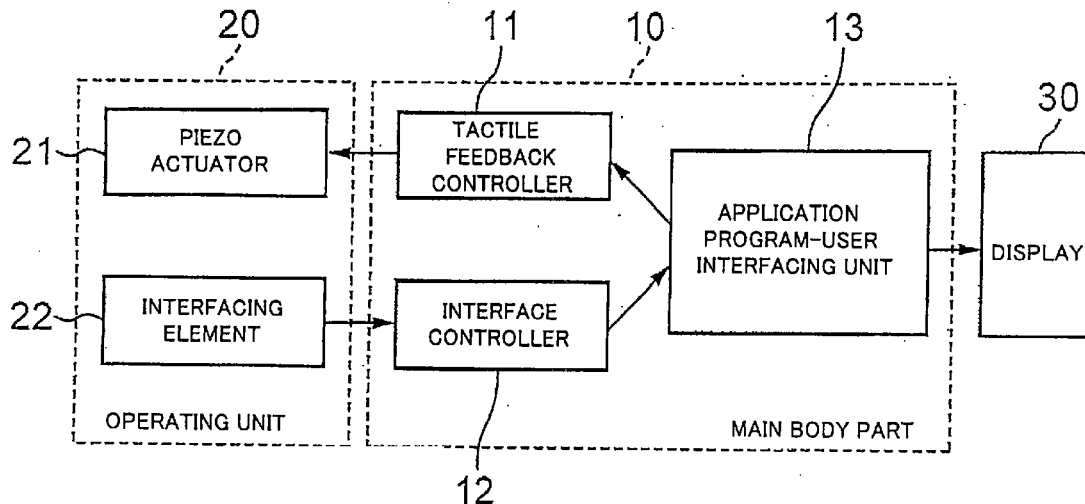 20
11
10
13
30
21
PIEZO
ACTUATOR
TACTILE
FEEDBACK
CONTROLLER
APPLICATION
PROGRAM-USER
INTERFACING UNIT
DISPLAY
22
INTERFACING
ELEMENT
INTERFACE
CONTROLLER
OPERATING UNIT
MAIN BODY PART
12